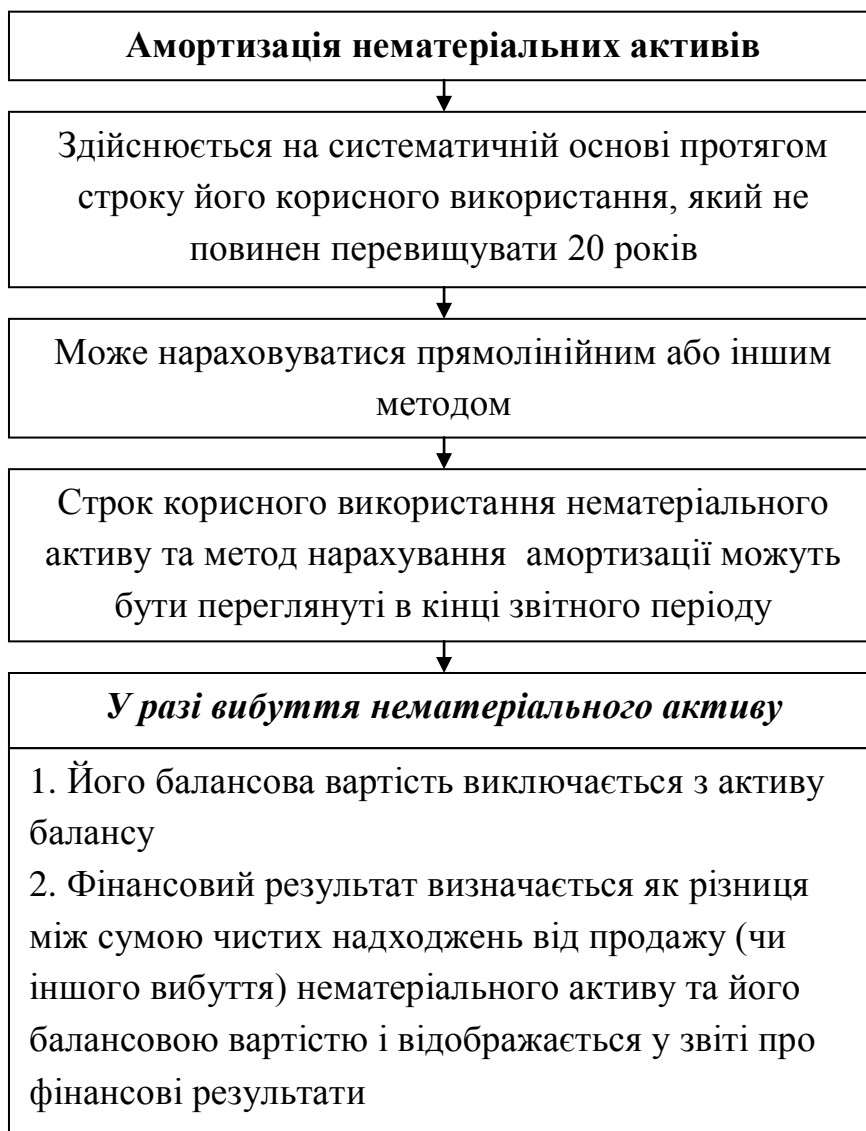 Амортизація нематеріальних активів
Здійснюється на систематичній основі протягом
строку його корисного використання, який не
повинен перевищувати 20 років
Може нараховуватися прямолінійним або іншим
методом
Строк корисного використання нематеріального
активу та метод нарахування амортизації можуть
бути переглянуті в кінці звітного періоду
У разі вибуття нематеріального активу
1. Його балансова вартість виключається з активу
балансу
2. Фінансовий результат визначається як різниця
між сумою чистих надходжень від продажу (чи
іншого вибуття) нематеріального активу та його
балансовою вартістю і відображається у звіті про
фінансові результати